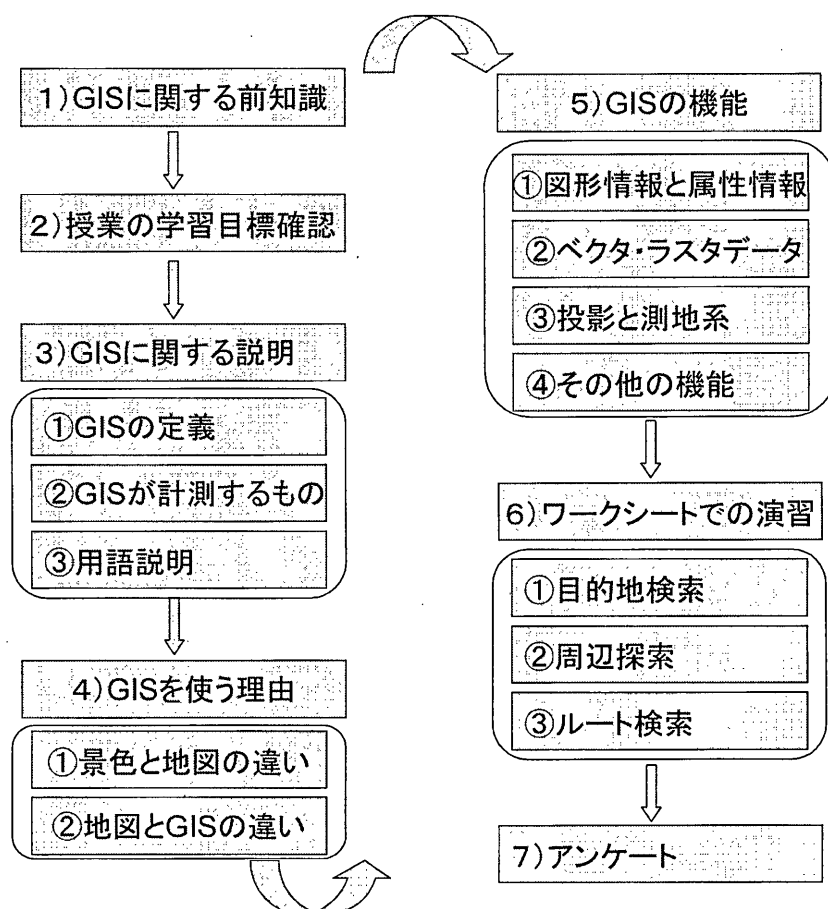 1)GISに関する前知識
2)授業の学習目標確認
3)GISに関する説明
①GISの定義
②GISが計測するもの
③用語説明
4)GISを使う理由
①景色と地図の違い
②地図とGISの違い
5)GISの機能
①図形情報と属性情報
②ベクタ・ラスタデータ
③投影と測地系
④その他の機能
6)ワークシートでの演習
①目的地検索
②周辺探索
③ルート検索
7)アンケート